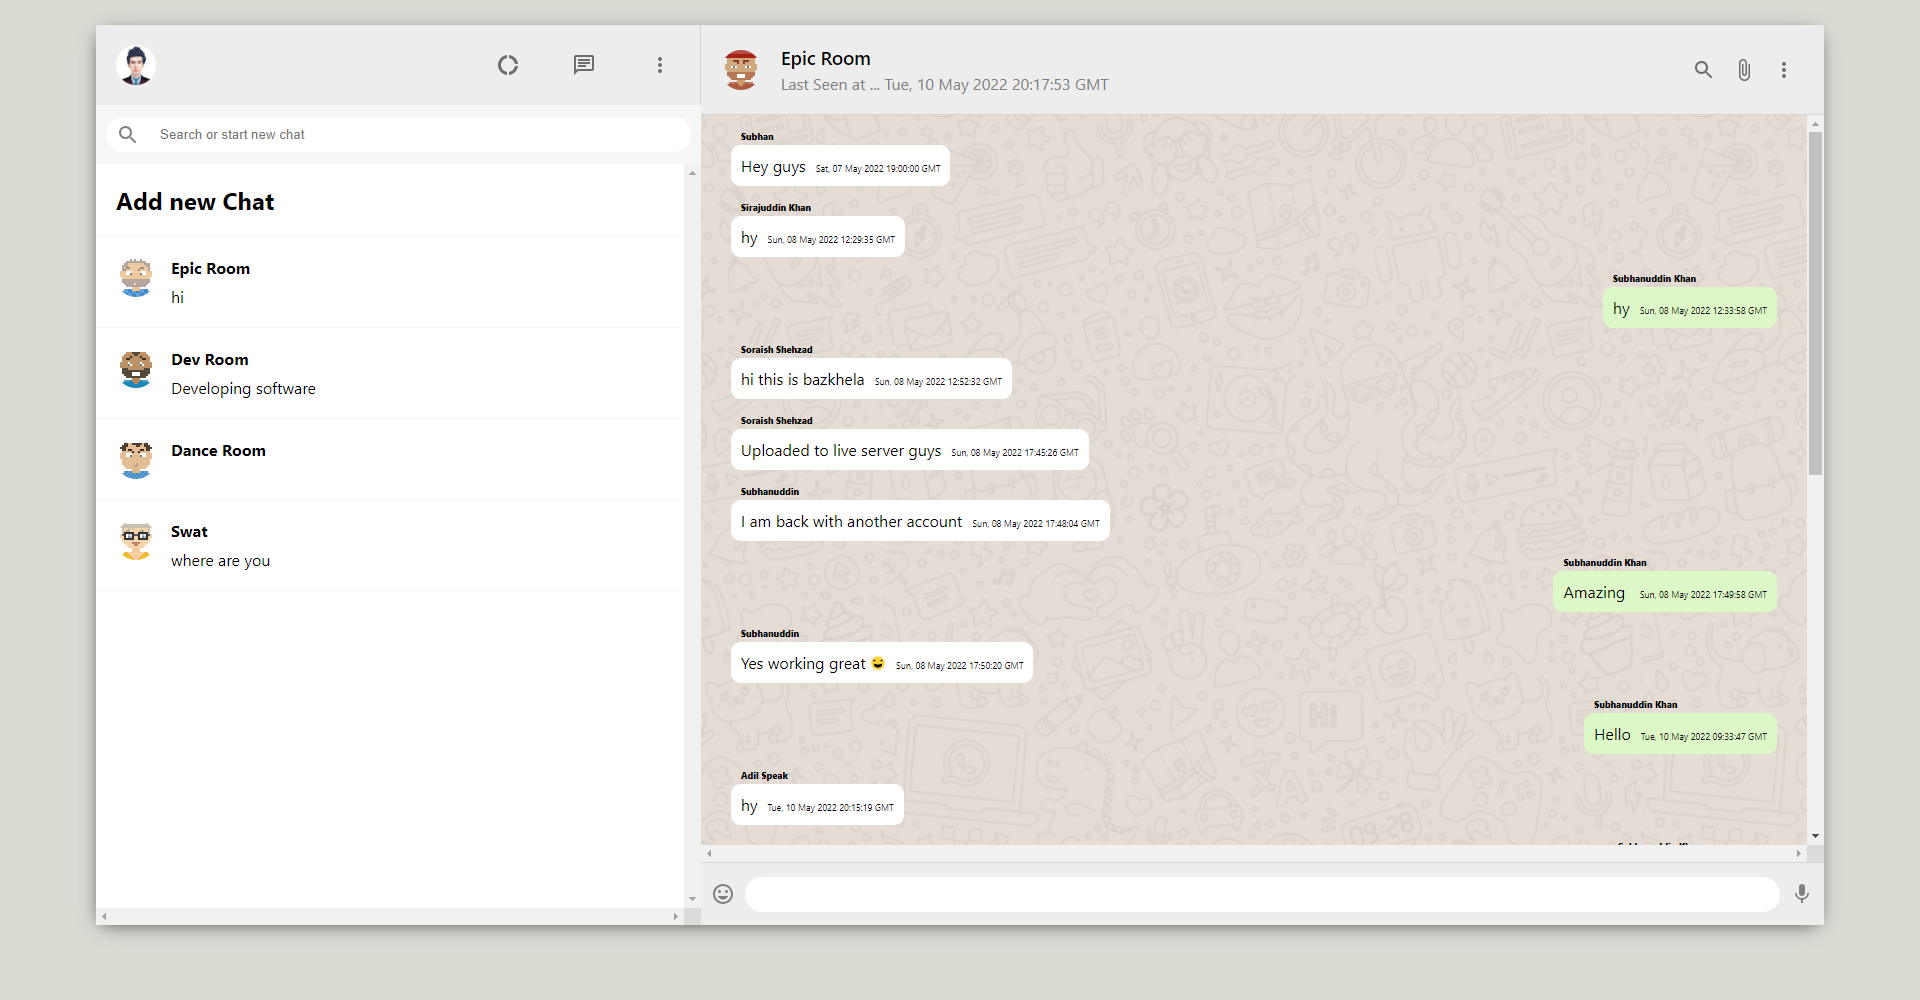 Search or start new chat
Add new Chat
Epic Room
hi
Dev Room
Developing software
Dance Room
Swat
where are you
Epic Room
Last Seen at ... Tue, 10 May 2022 20:17:53 GMT
Subhan
Hey guys Sat, 07 May 2022 19:00:00 GMT
Sirajuddin Khan
hy Sun, 08 May 2022 12:29:35 GMT
Subhanuddin Khan
hy Sun, 08 May 2022 12:33:58 GMT
Soraish Shehzad
hi this is bazkhela Sun, 08 May 2022 12:52:32 GMT
Soraish Shehzad
Uploaded to live server guys Sun, 08 May 2022 17:45:26 GMT
Subhanuddin
I am back with another account Sun, 08 May 2022 17:48:04 GMT
Subhanuddin Khan
Amazing Sun, 08 May 2022 17:49:58 GMT
Subhanuddin
Yes working great 😃 Sun, 08 May 2022 17:50:20 GMT
Subhanuddin Khan
Hello Tue, 10 May 2022 09:33:47 GMT
Adil Speak
hy Tue, 10 May 2022 20:15:19 GMT